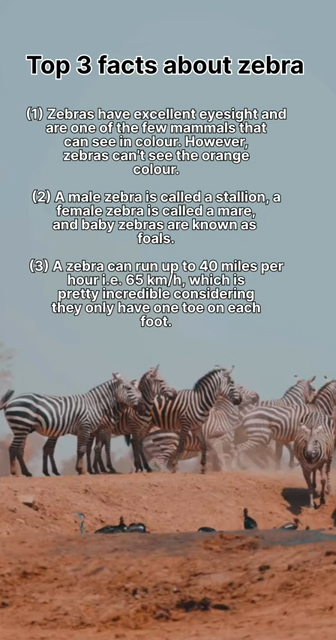 Top 3 facts about zebra
(1) Zebras have excellent eyesight and
are one of the few mammals that
can see in colour. However,
zebras can't see the orange
colour.
(2) A male zebra is called a stallion, a
female zebra is called a mare,
and baby zebras are known as
foals.
(3) A zebra can run up to 40 miles per
hour i.e. 65 km/h, which is
pretty incredible considering
they only have one toe on each
foot.